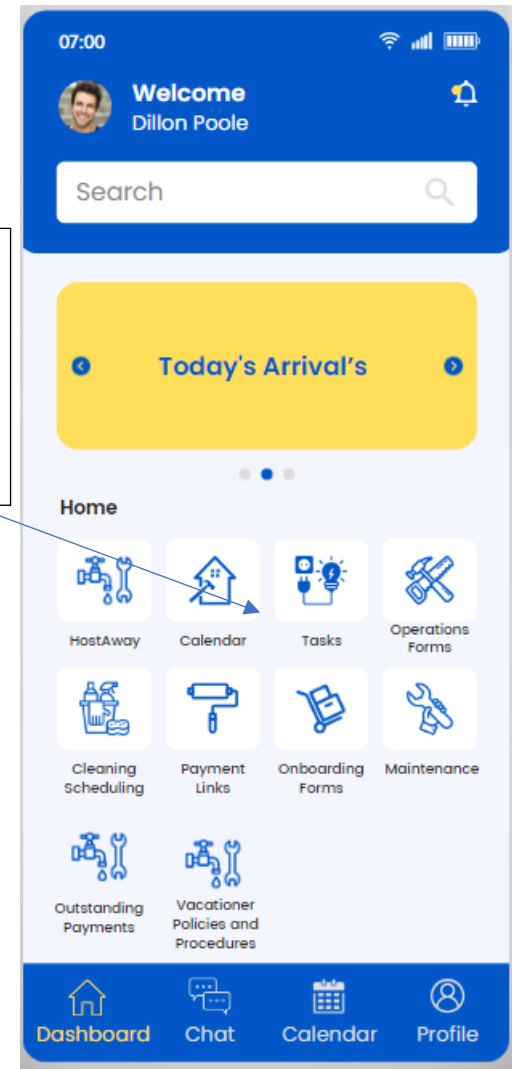 07:00
Welcome
Dillon Poole
Search
Today's Arrival's
Home
HostAway Calendar Tasks Operations
Forms
Cleaning
Scheduling
Payment
Links
Onboarding
Forms
Maintenance
Outstanding
Payments
Vacationer
Policies and
Procedures
Dashboard Chat Calendar Profile